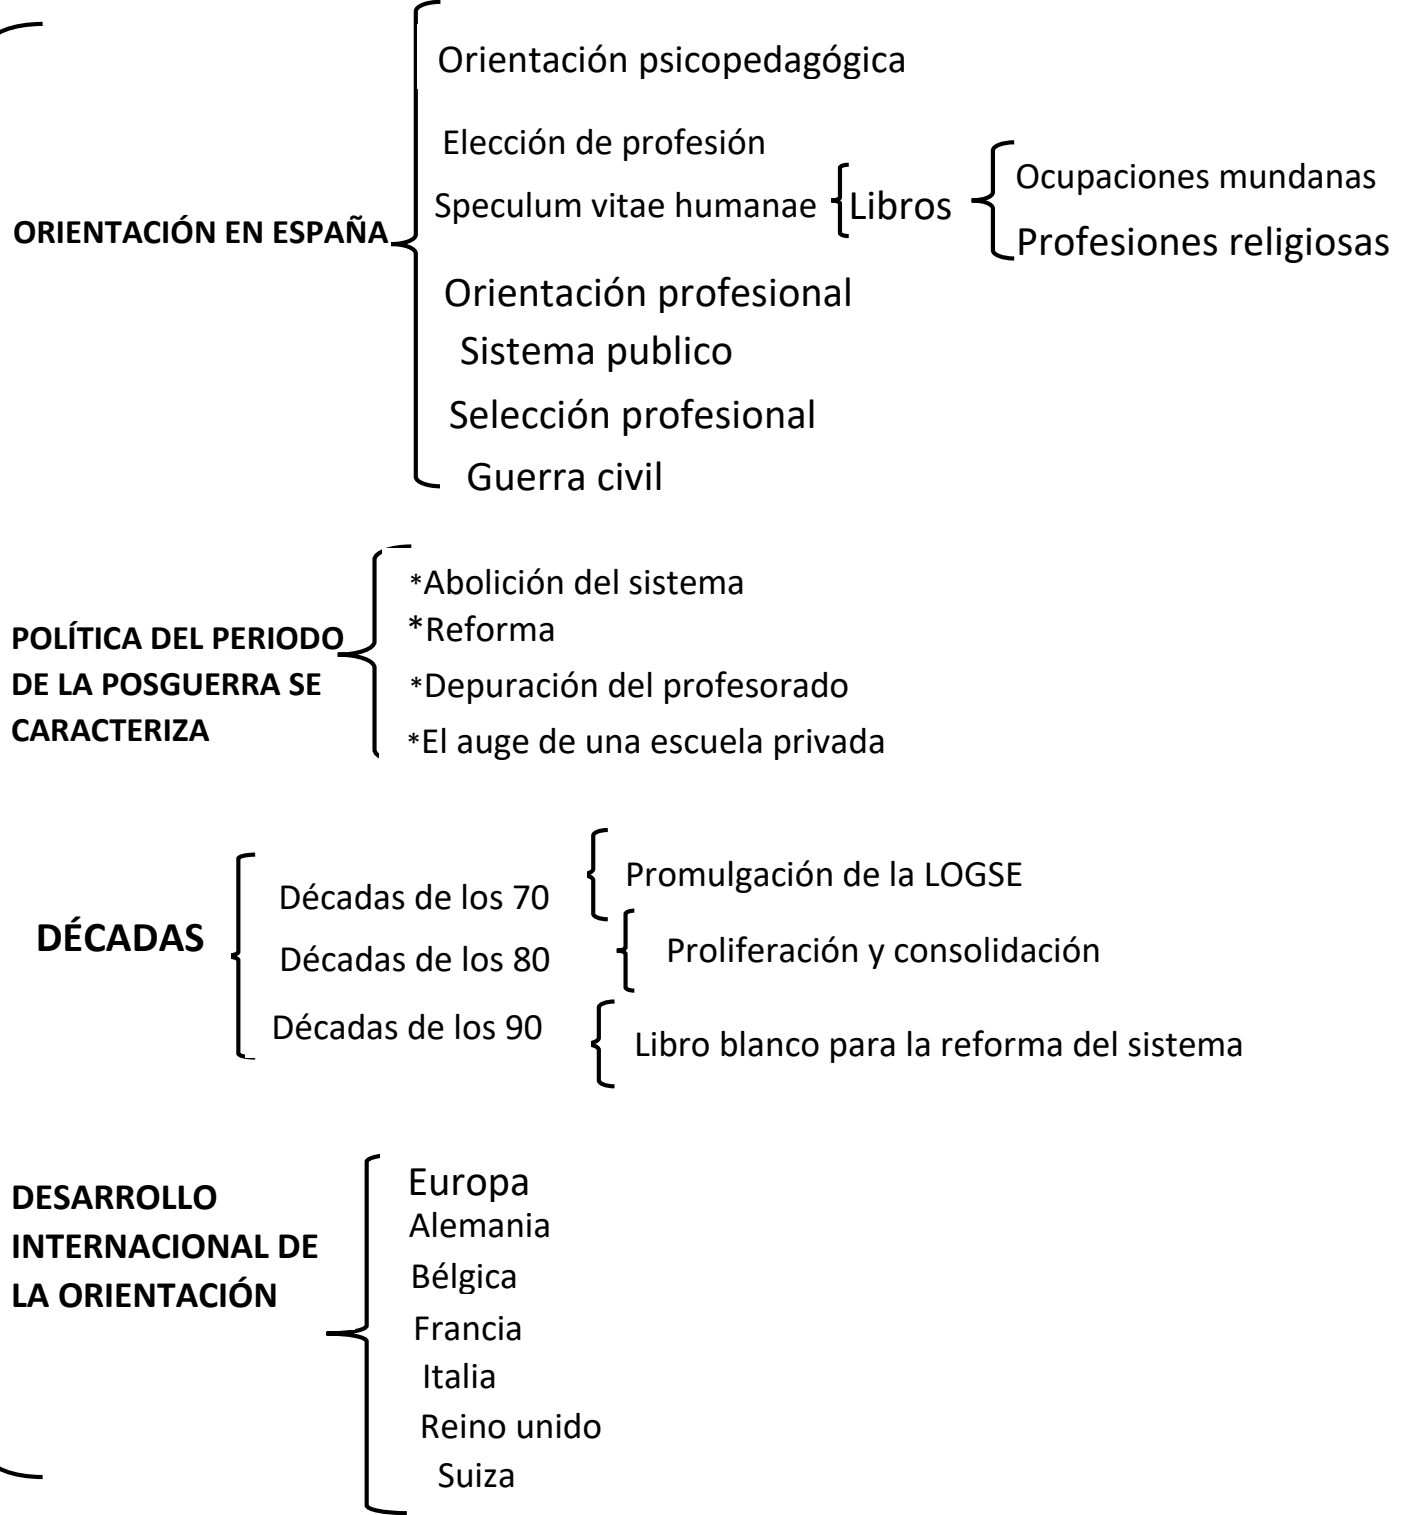 Orientación psicopedagógica
Elección de profesión
Speculum vitae humanae
Libros
Ocupaciones mundanas
Profesiones religiosas
ORIENTACIÓN EN ESPAÑA
Orientación profesional
Sistema publico
Selección profesional
Guerra civil
POLÍTICA DEL PERIODO
DE LA POSGUERRA SE
CARACTERIZA
*Abolición del sistema
*Reforma
*Depuración del profesorado
*El auge de una escuela privada
DÉCADAS
Décadas de los 70
Promulgación de la LOGSE
Décadas de los 80
Proliferación y consolidación
Décadas de los 90
Libro blanco para la reforma del sistema
DESARROLLO
INTERNACIONAL DE
LA ORIENTACIÓN
Europa
Alemania
Bélgica
Francia
Italia
Reino unido
Suiza